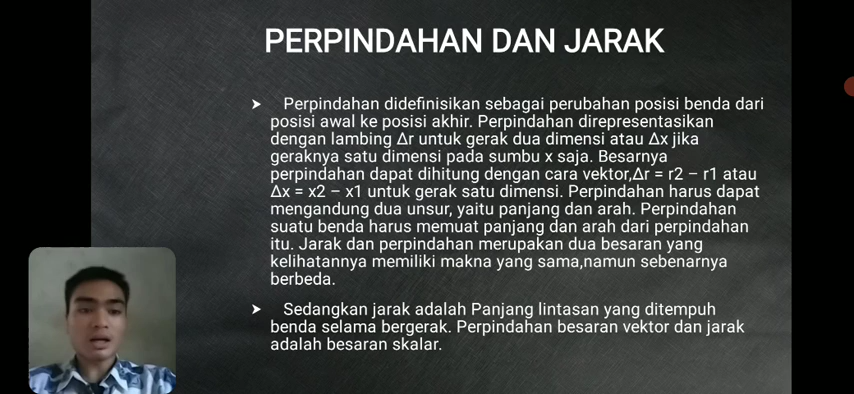 PERPINDAHAN DAN JARAK
➤ Perpindahan didefinisikan sebagai perubahan posisi benda dari
posisi awal ke posisi akhir. Perpindahan direpresentasikan
dengan lambing Δr untuk gerak dua dimensi atau Δx jika
geraknya satu dimensi pada sumbu x saja. Besarnya
perpindahan dapat dihitung dengan cara vektor,Δr = r2 – r1 atau
Δx = x2 – x1 untuk gerak satu dimensi. Perpindahan harus dapat
mengandung dua unsur, yaitu panjang dan arah. Perpindahan
suatu benda harus memuat panjang dan arah dari perpindahan
itu. Jarak dan perpindahan merupakan dua besaran yang
kelihatannya memiliki makna yang sama,namun sebenarnya
berbeda.
➤ Sedangkan jarak adalah Panjang lintasan yang ditempuh
benda selama bergerak. Perpindahan besaran vektor dan jarak
adalah besaran skalar.